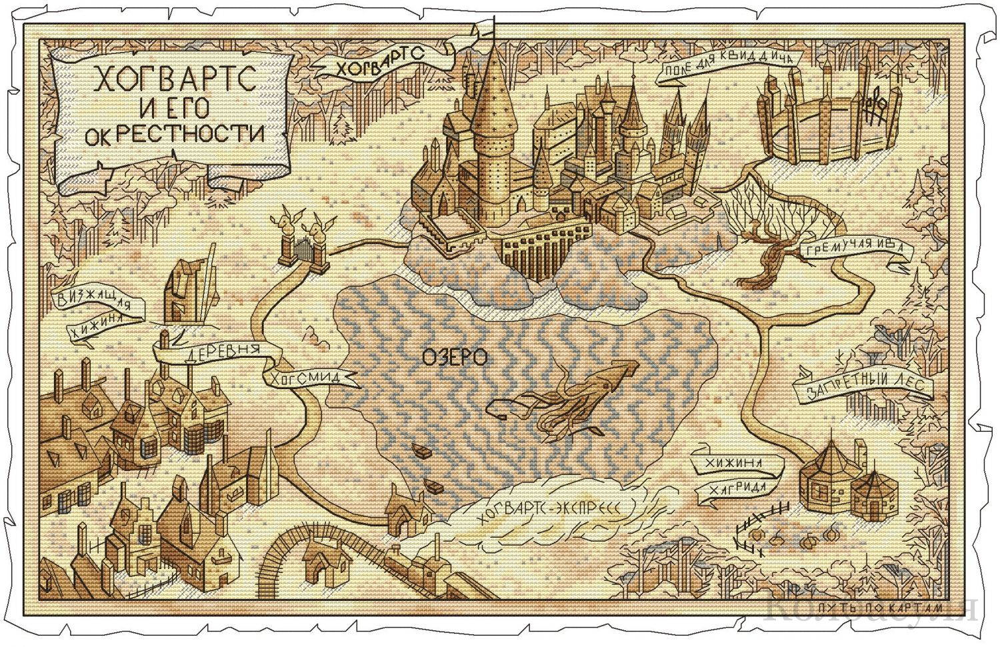 ХОГВАРТС
И ЕГО
ОКРЕСТНОСТИ
ХОГВАРТС
ПОЛЕ ДЛЯ КВИДДИЧА
ГРЕМУЧАЯ ИВА
ВИЗЖАЩАЯ
ХИЖИНА
ДЕРЕВНЯ
ХОГСМИД
ОЗЕРО
ЗАПРЕТНЫЙ ЛЕС
ХИЖИНА
ХАГРИДА
ХОГВАРТС-ЭКСПРЕСС
ПУТЬ ПО КАРТАМ
Колбасуля